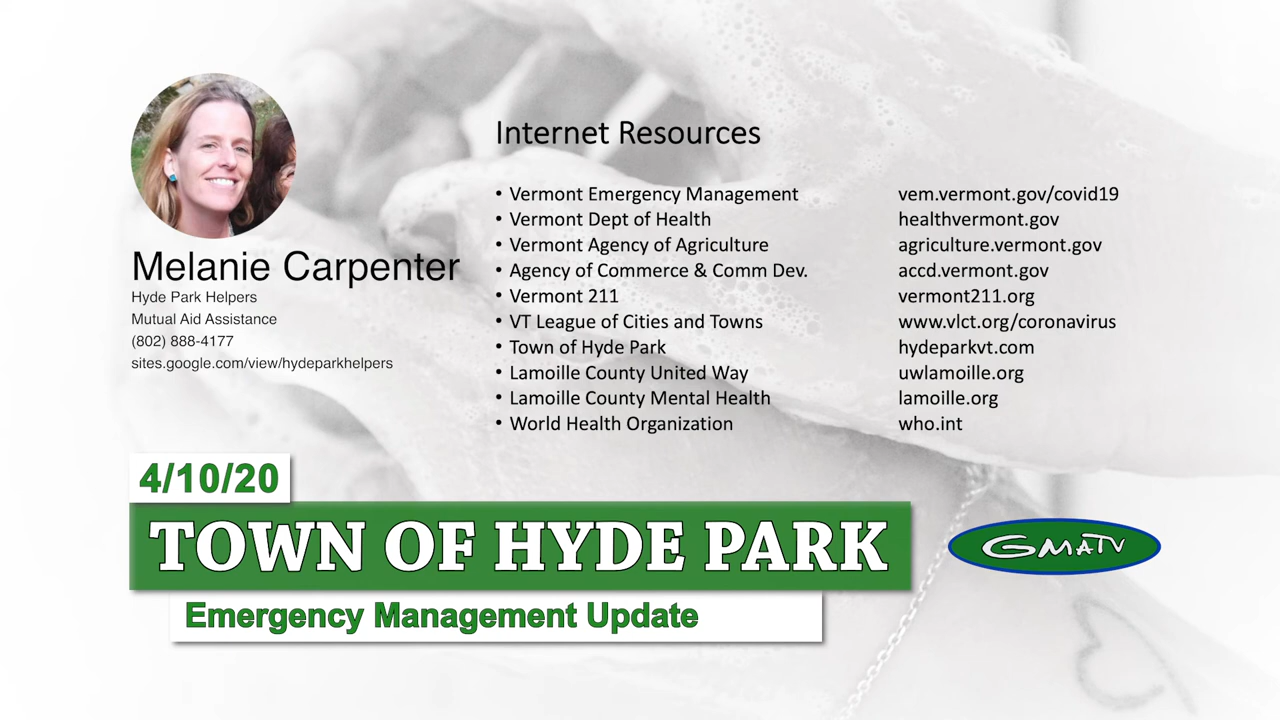 Melanie Carpenter
Hyde Park Helpers
Mutual Aid Assistance
(802) 888-4177
sites.google.com/view/hydeparkhelpers
Internet Resources
• Vermont Emergency Management vem.vermont.gov/covid19
• Vermont Dept of Health healthvermont.gov
• Vermont Agency of Agriculture agriculture.vermont.gov
• Agency of Commerce & Comm Dev. accd.vermont.gov
• Vermont 211 vermont211.org
• VT League of Cities and Towns www.vlct.org/coronavirus
• Town of Hyde Park hydeparkvt.com
• Lamoille County United Way uwlamoille.org
• Lamoille County Mental Health lamoille.org
• World Health Organization who.int
4/10/20
TOWN OF HYDE PARK
GMATV
Emergency Management Update